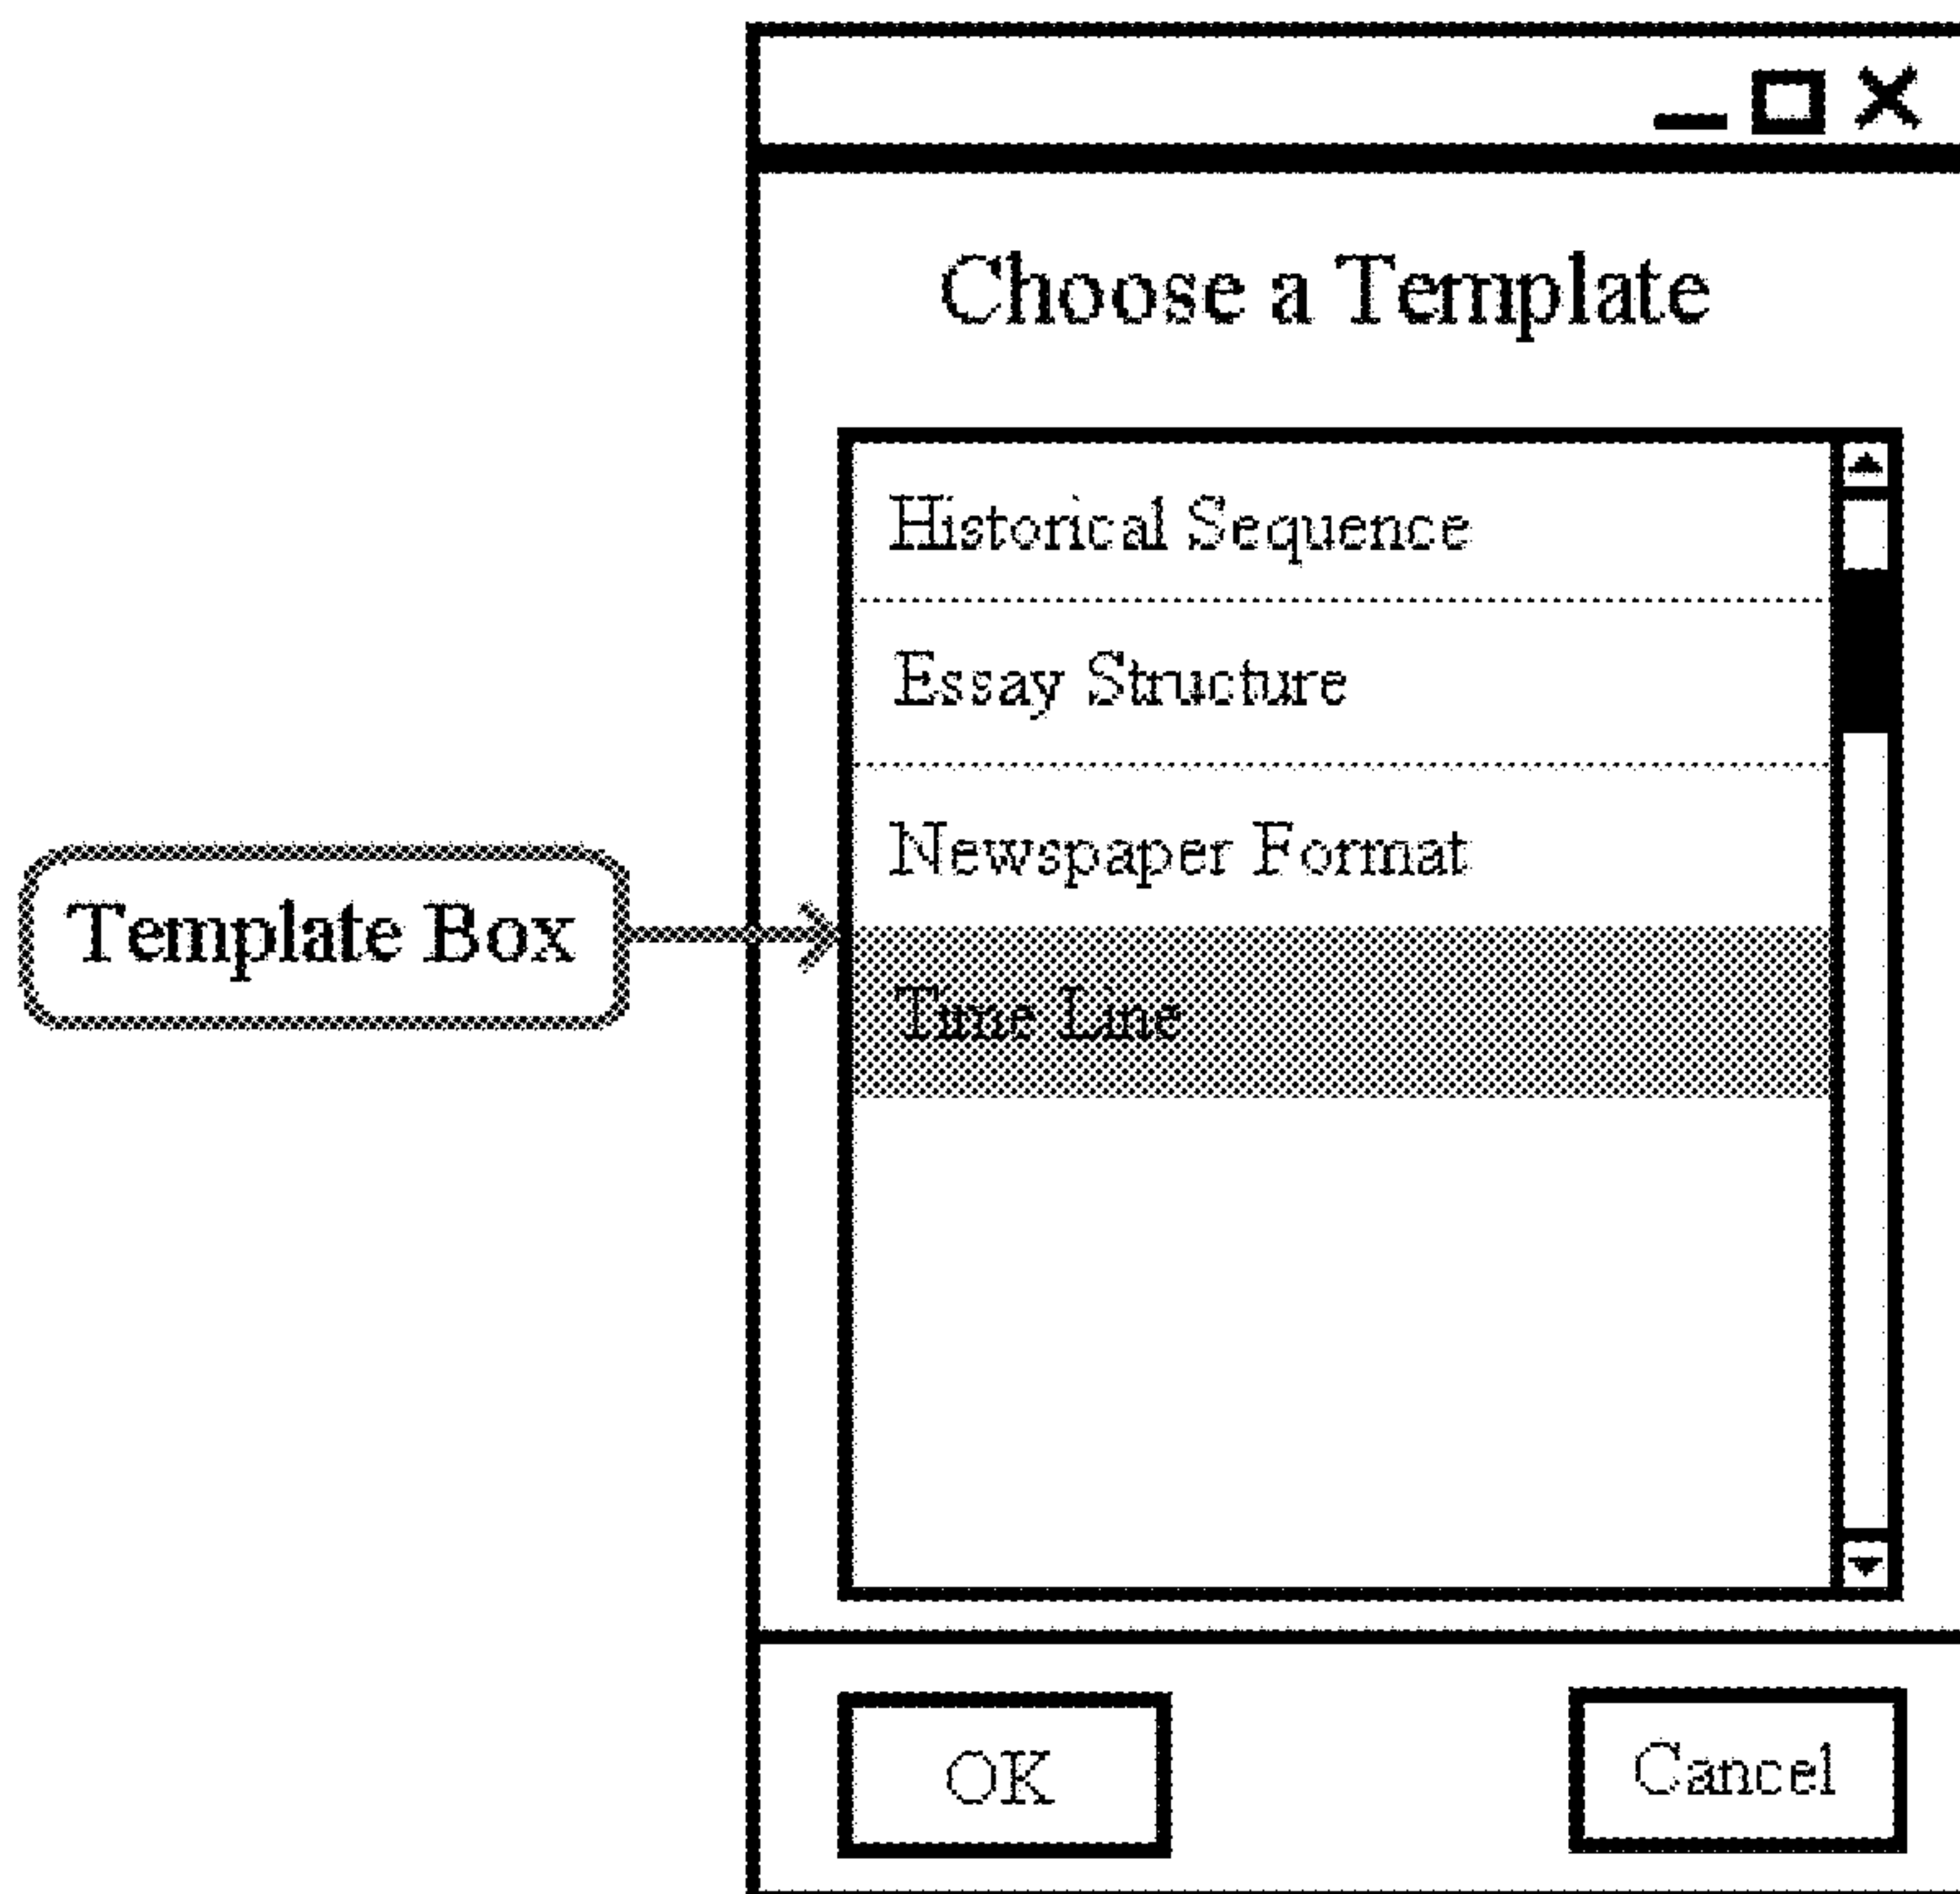 Choose a Template
Historical Sequence
Essay Structure
Newspaper Format
Template Box
Time Line
OK
Cancel